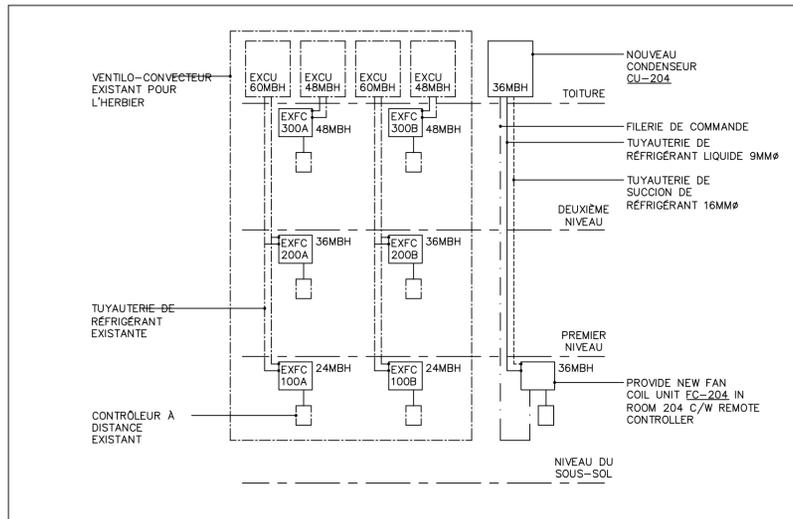 EXCU
60MBH
EXCU
48MBH
EXCU
60MBH
EXCU
48MBH
36MBH
NOUVEAU
CONDENSEUR
CU-204
VENTILO-CONVECTEUR
EXISTANT POUR
L'HERBIER
TOITURE
EXFC
300A
48MBH
EXFC
300B
48MBH
FILERIE DE COMMANDE
TUYAUTERIE DE
RÉFRIGÉRANT LIQUIDE 9MMø
TUYAUTERIE DE
SUCCION DE
RÉFRIGÉRANT 16MMø
DEUXIÈME
NIVEAU
EXFC
200A
36MBH
EXFC
200B
36MBH
TUYAUTERIE DE
RÉFRIGÉRANT
EXISTANTE
PREMIER
NIVEAU
EXFC
100A
24MBH
EXFC
100B
24MBH
36MBH
PROVIDE NEW FAN
COIL UNIT FC-204 IN
ROOM 204 C/W REMOTE
CONTROLLER
CONTRÔLEUR À
DISTANCE
EXISTANT
NIVEAU DU
SOUS-SOL